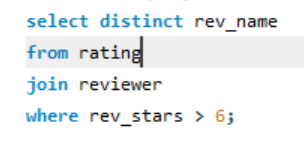 select distinct rev_name
from rating
join reviewer
where rev_stars > 6;